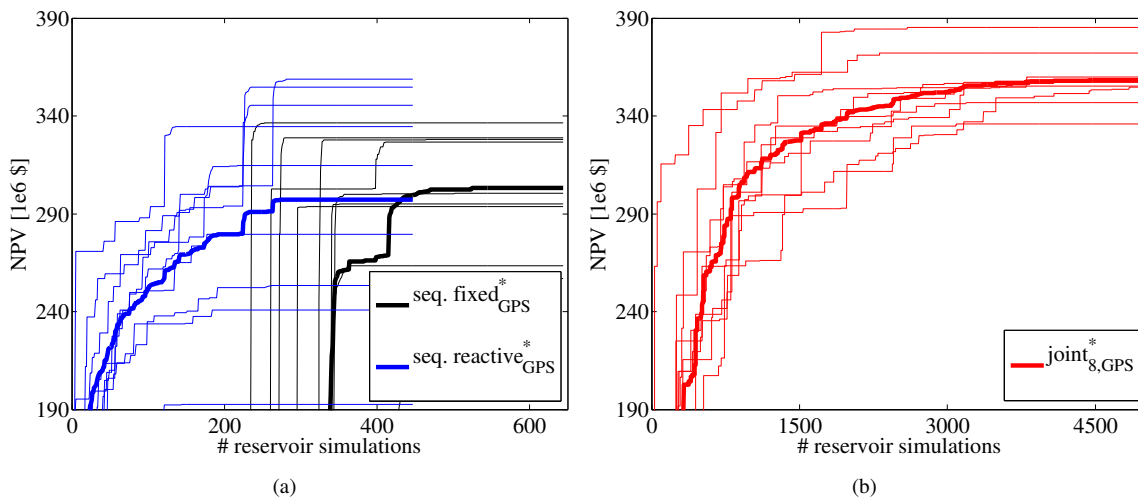 390
340
290
240
190
NPV [1e6 $]
0
200
400
600
# reservoir simulations
seq. fixed*GPS
seq. reactive*GPS
(a)
390
340
290
240
190
NPV [1e6 $]
0
1500
3000
4500
# reservoir simulations
joint*8,GPS
(b)